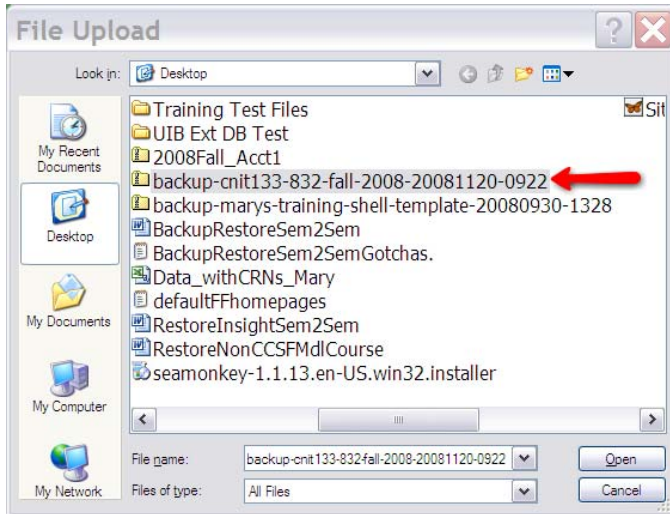 File Upload
Look in: Desktop
My Recent Documents
Desktop
My Documents
My Computer
My Network
Training Test Files
UIB Ext DB Test
2008Fall_Acct1
backup-cnit133-832-fall-2008-20081120-0922
backup-marys-training-shell-template-20080930-1328
BackupRestoreSem2Sem
BackupRestoreSem2SemGotchas.
Data_withCRNs_Mary
defaultFFhomepages
RestoreInsightSem2Sem
RestoreNonCCSFMdlCourse
seamonkey-1.1.13.en-US.win32.installer
Sit
File name: backup-cnit133-832-fall-2008-20081120-0922 Open
Files of type: All Files Cancel